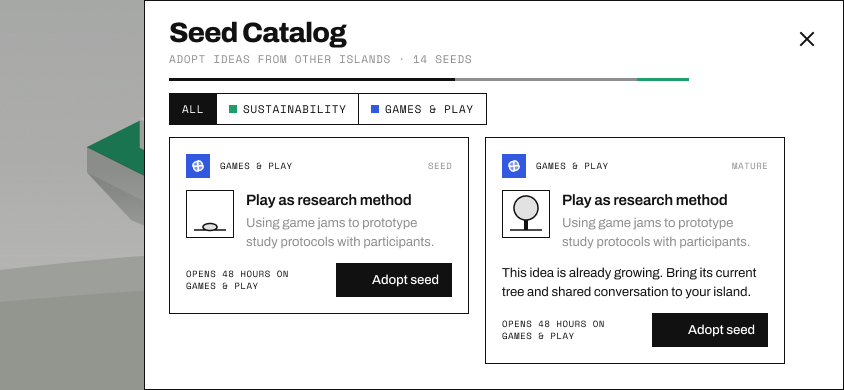 Seed Catalog
ADOPT IDEAS FROM OTHER ISLANDS · 14 SEEDS
ALL
SUSTAINABILITY
GAMES & PLAY
GAMES & PLAY
SEED
Play as research method
Using game jams to prototype
study protocols with participants.
OPENS 48 HOURS ON
GAMES & PLAY
Adopt seed
GAMES & PLAY
MATURE
Play as research method
Using game jams to prototype
study protocols with participants.
This idea is already growing. Bring its current
tree and shared conversation to your island.
OPENS 48 HOURS ON
GAMES & PLAY
Adopt seed